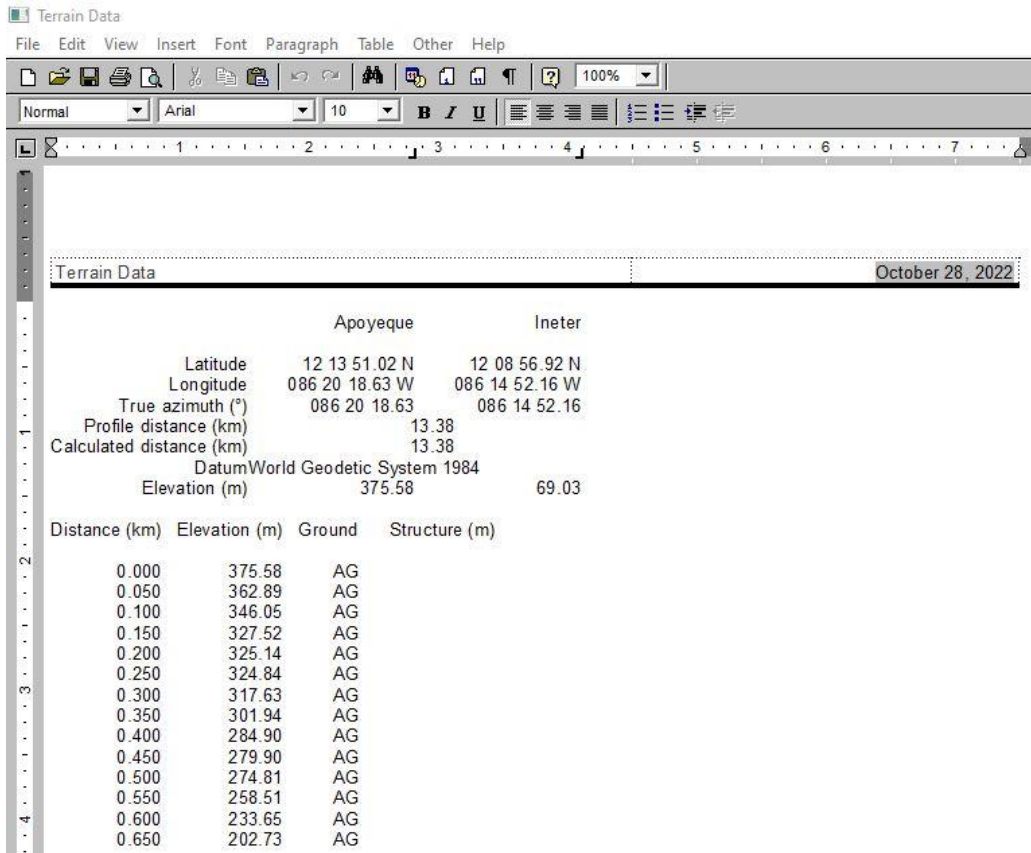 Terrain Data
File Edit View Insert Font Paragraph Table Other Help
100%
Normal Arial 10 B I U
1 2 3 4 5 6 7
Terrain Data October 28, 2022
Apoyeque Ineter
Latitude 12 13 51.02 N 12 08 56.92 N
Longitude 086 20 18.63 W 086 14 52.16 W
True azimuth (°) 086 20 18.63 086 14 52.16
Profile distance (km) 13.38
Calculated distance (km) 13.38
DatumWorld Geodetic System 1984
Elevation (m) 375.58 69.03
Distance (km) Elevation (m) Ground Structure (m)
0.000 375.58 AG
0.050 362.89 AG
0.100 346.05 AG
0.150 327.52 AG
0.200 325.14 AG
0.250 324.84 AG
0.300 317.63 AG
0.350 301.94 AG
0.400 284.90 AG
0.450 279.90 AG
0.500 274.81 AG
0.550 258.51 AG
0.600 233.65 AG
0.650 202.73 AG